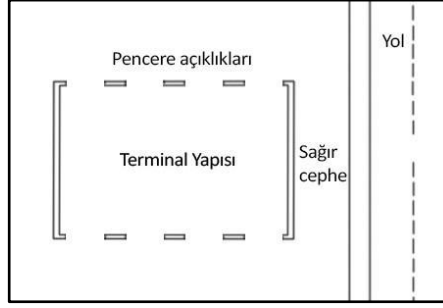 Yol
Pencere açıklıkları
Terminal Yapısı
Sağır
cephe